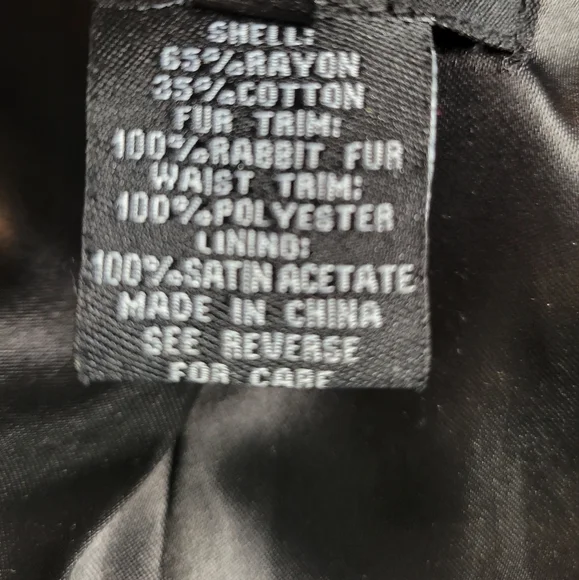 SHELL:
65%RAYON
35%COTTON
FUR TRIM:
100%RABBIT FUR
WAIST TRIM:
100%POLYESTER
LINING:
100%SATIN ACETATE
MADE IN CHINA
SEE REVERSE
FOR CARE